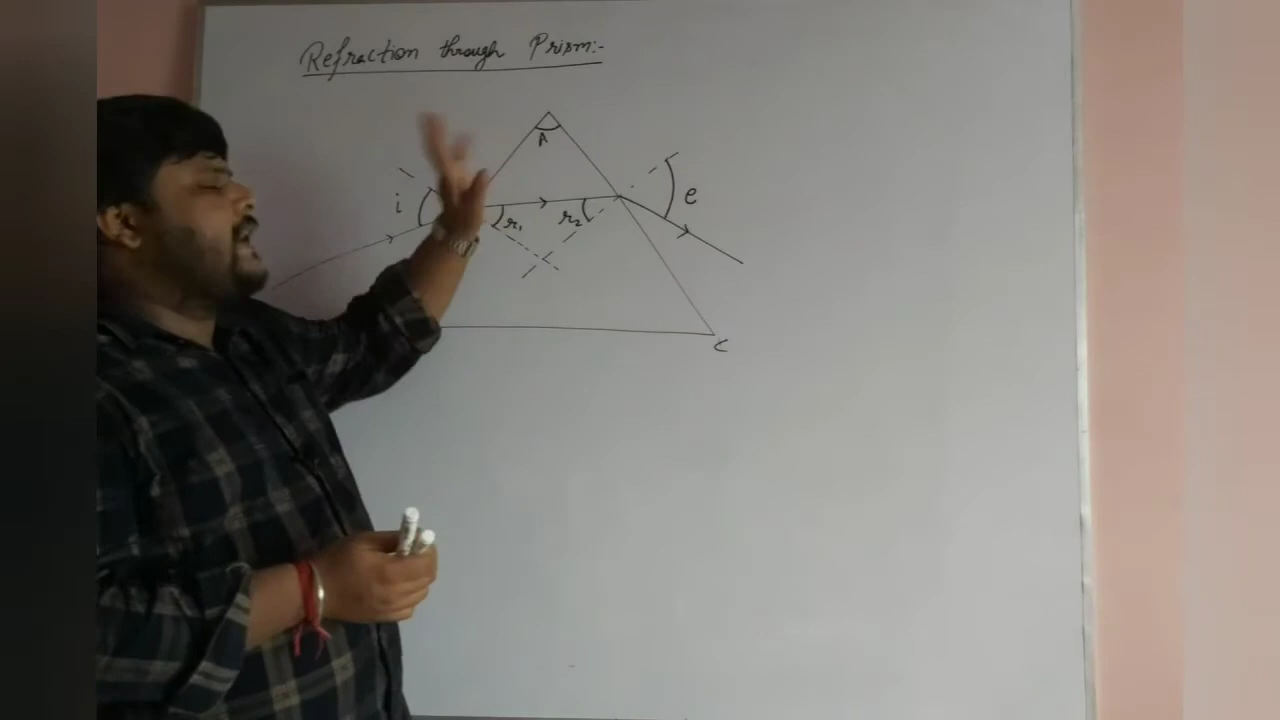 Refraction through Prism:-
A
i
r₁
r₂
e
C